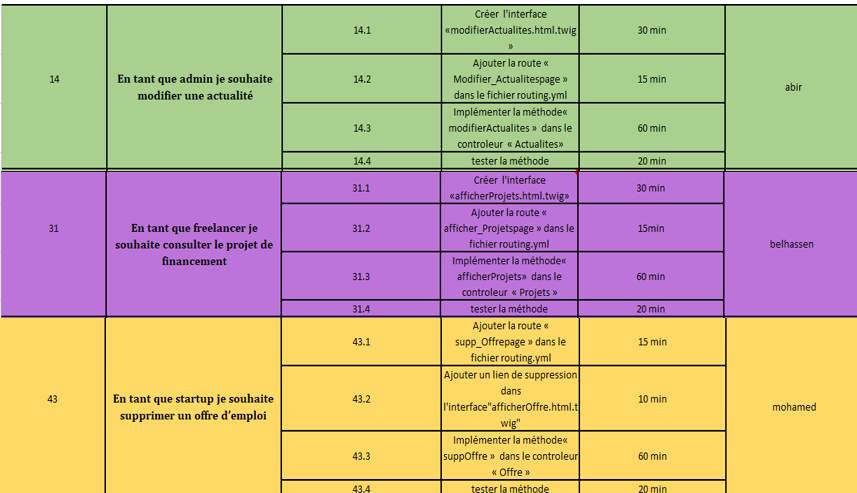 14
En tant que admin je souhaite
modifier une actualité
14.1
Créer l'interface
«modifierActualites.html.twig
»
30 min
14.2
Ajouter la route «
Modifier_Actualitespage »
dans le fichier routing.yml
15 min
14.3
Implémenter la méthode«
modifierActualites » dans le
controleur « Actualites»
60 min
14.4
tester la méthode
20 min
abir
31
En tant que freelancer je
souhaite consulter le projet de
financement
31.1
Créer l'interface
«afficherProjets.html.twig»
30 min
31.2
Ajouter la route «
afficher_Projetspage » dans le
fichier routing.yml
15min
31.3
Implémenter la méthode«
afficherProjets» dans le
controleur « Projets »
60 min
31.4
tester la méthode
20 min
belhassen
43
En tant que startup je souhaite
supprimer un offre d'emploi
43.1
Ajouter la route «
supp_Offrepage » dans le
fichier routing.yml
15 min
43.2
Ajouter un lien de suppression
dans
l'interface"afficherOffre.html.t
wig"
10 min
43.3
Implémenter la méthode«
suppOffre » dans le controleur
« Offre »
60 min
43.4
tester la méthode
20 min
mohamed